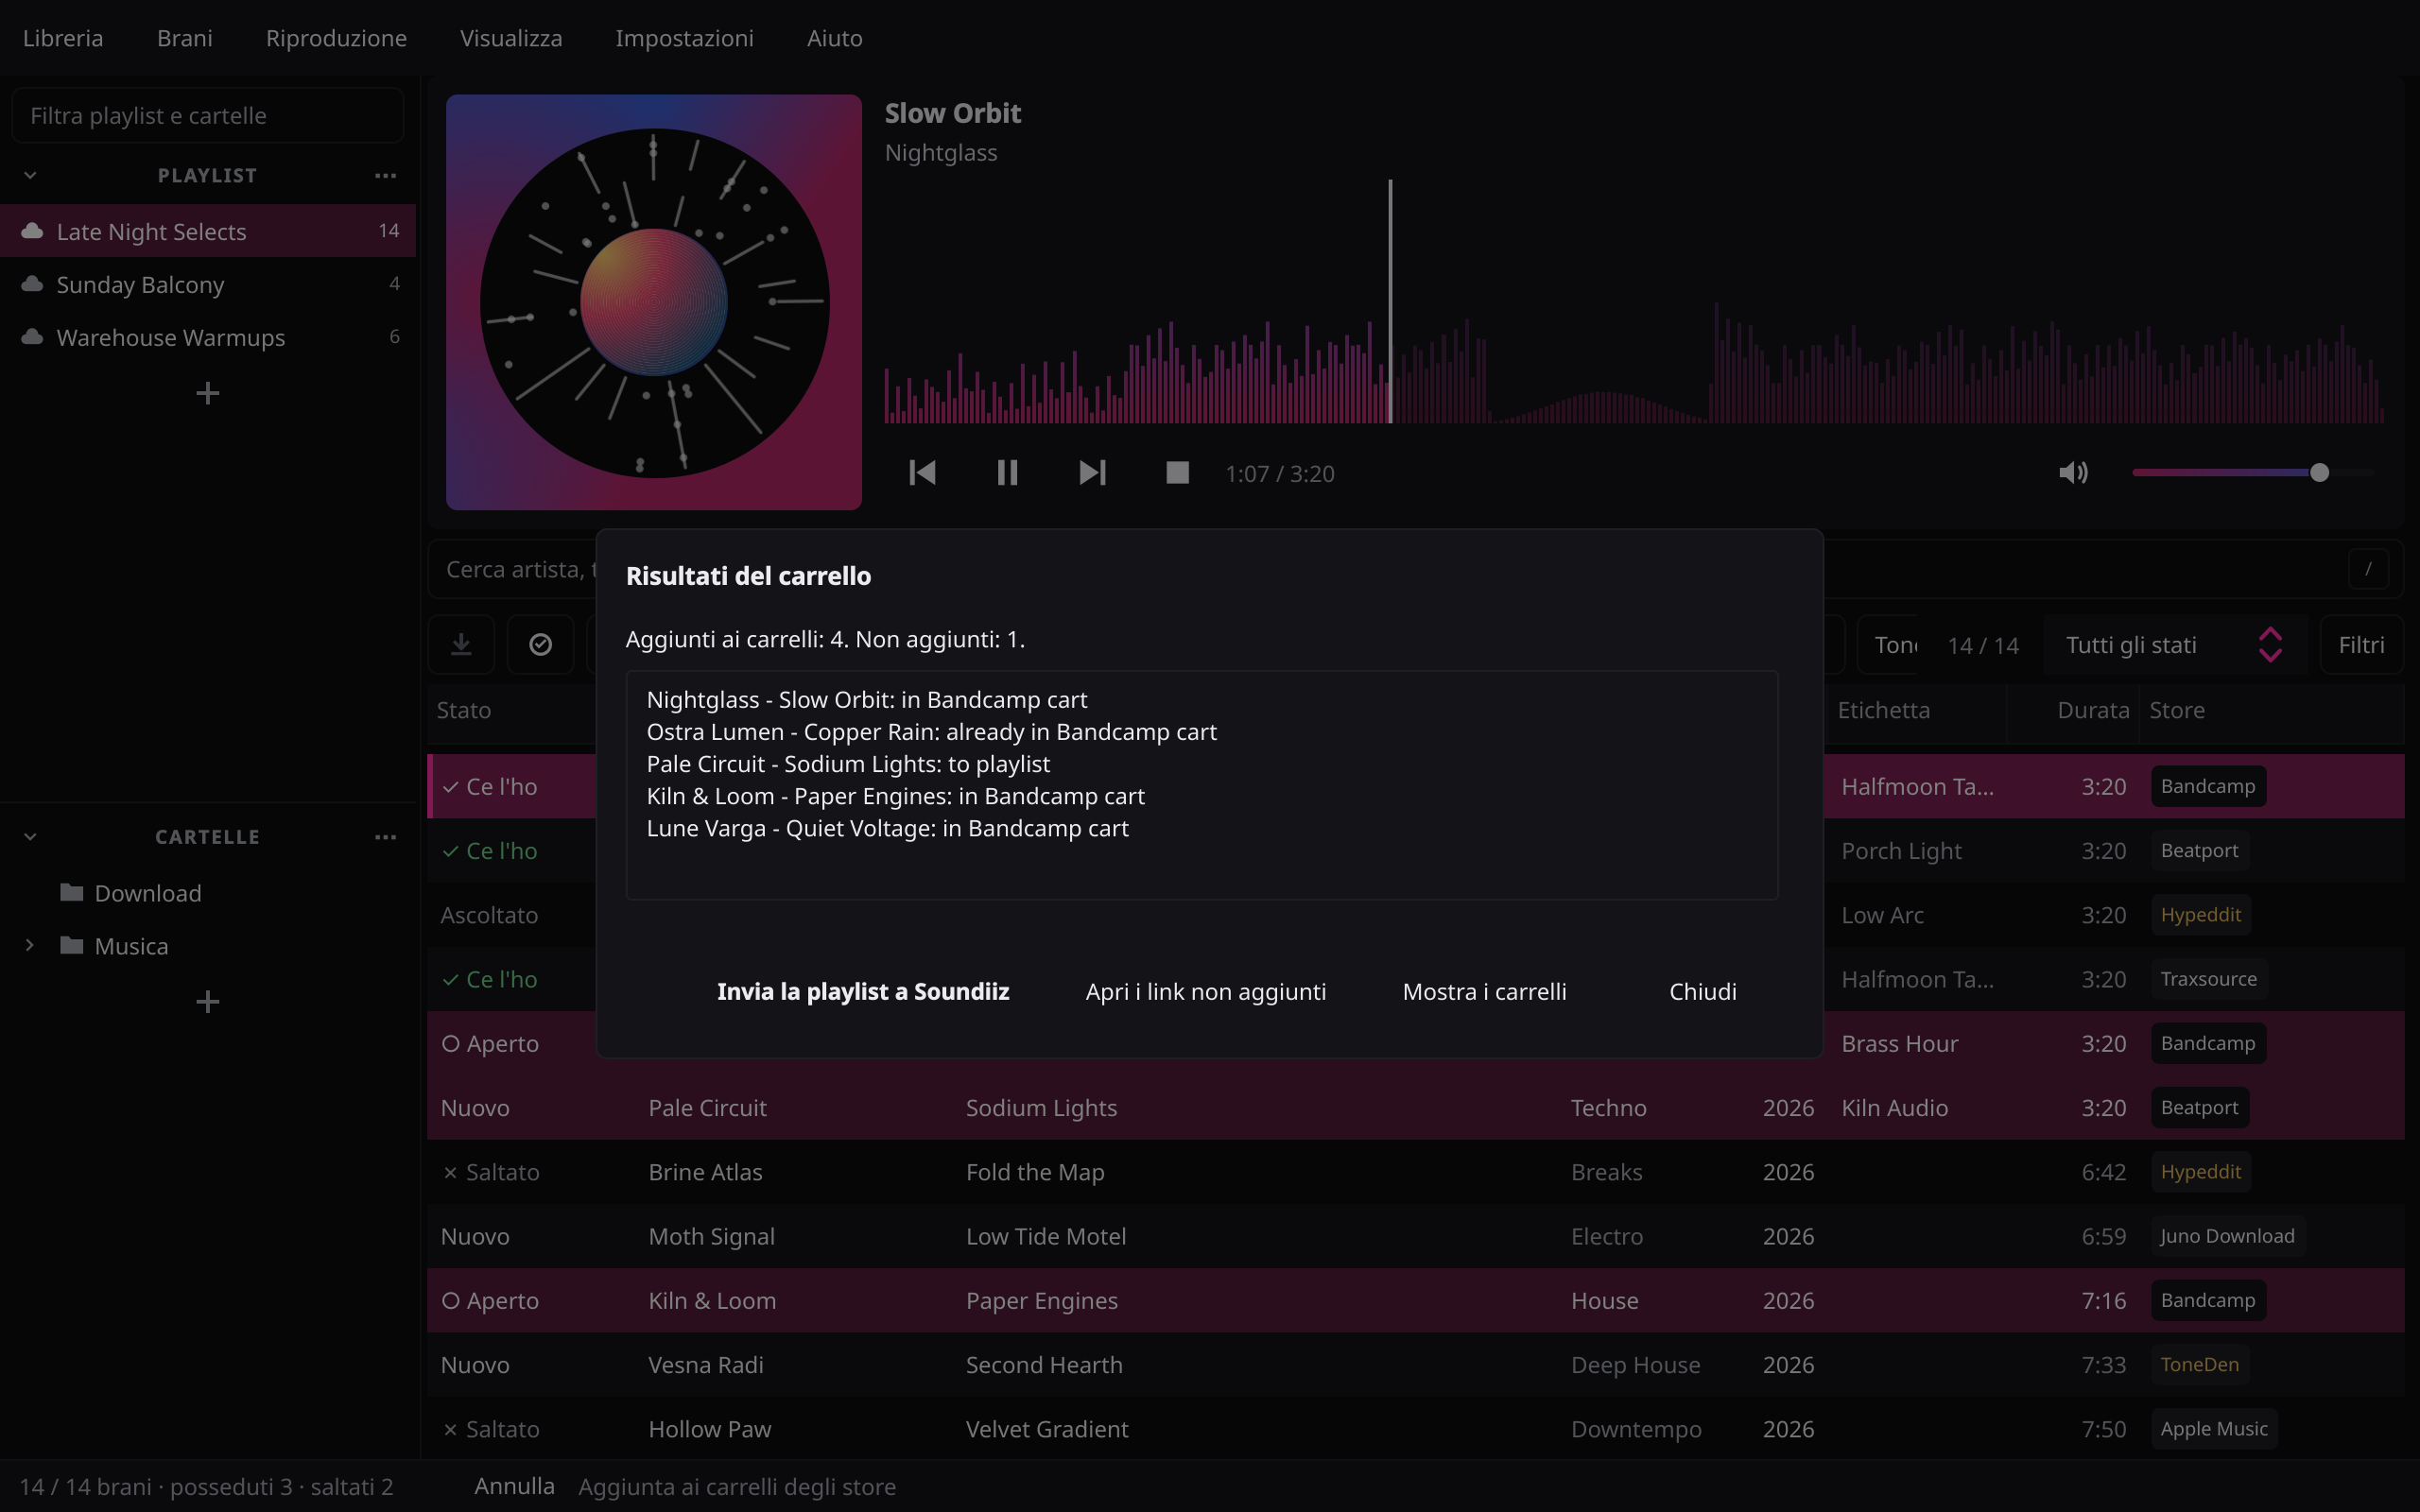 Libreria Brani Riproduzione Visualizza Impostazioni Aiuto
Filtra playlist e cartelle
PLAYLIST
Late Night Selects 14
Sunday Balcony 4
Warehouse Warmups 6
CARTELLE
Download
Musica
Slow Orbit
Nightglass
1:07 / 3:20
Cerca artista,
/
14 / 14 Tutti gli stati Filtri
Stato Etichetta Durata Store
Ce l'ho Halfmoon Ta... 3:20 Bandcamp
Ce l'ho Porch Light 3:20 Beatport
Ascoltato Low Arc 3:20 Hypeddit
Ce l'ho Halfmoon Ta... 3:20 Traxsource
Aperto Brass Hour 3:20 Bandcamp
Nuovo Pale Circuit Sodium Lights Techno 2026 Kiln Audio 3:20 Beatport
Saltato Brine Atlas Fold the Map Breaks 2026 6:42 Hypeddit
Nuovo Moth Signal Low Tide Motel Electro 2026 6:59 Juno Download
Aperto Kiln & Loom Paper Engines House 2026 7:16 Bandcamp
Nuovo Vesna Radi Second Hearth Deep House 2026 7:33 ToneDen
Saltato Hollow Paw Velvet Gradient Downtempo 2026 7:50 Apple Music
Risultati del carrello
Aggiunti ai carrelli: 4. Non aggiunti: 1.
Nightglass - Slow Orbit: in Bandcamp cart
Ostra Lumen - Copper Rain: already in Bandcamp cart
Pale Circuit - Sodium Lights: to playlist
Kiln & Loom - Paper Engines: in Bandcamp cart
Lune Varga - Quiet Voltage: in Bandcamp cart
Invia la playlist a Soundiiz Apri i link non aggiunti Mostra i carrelli Chiudi
14 / 14 brani · posseduti 3 · saltati 2 Annulla Aggiunta ai carrelli degli store